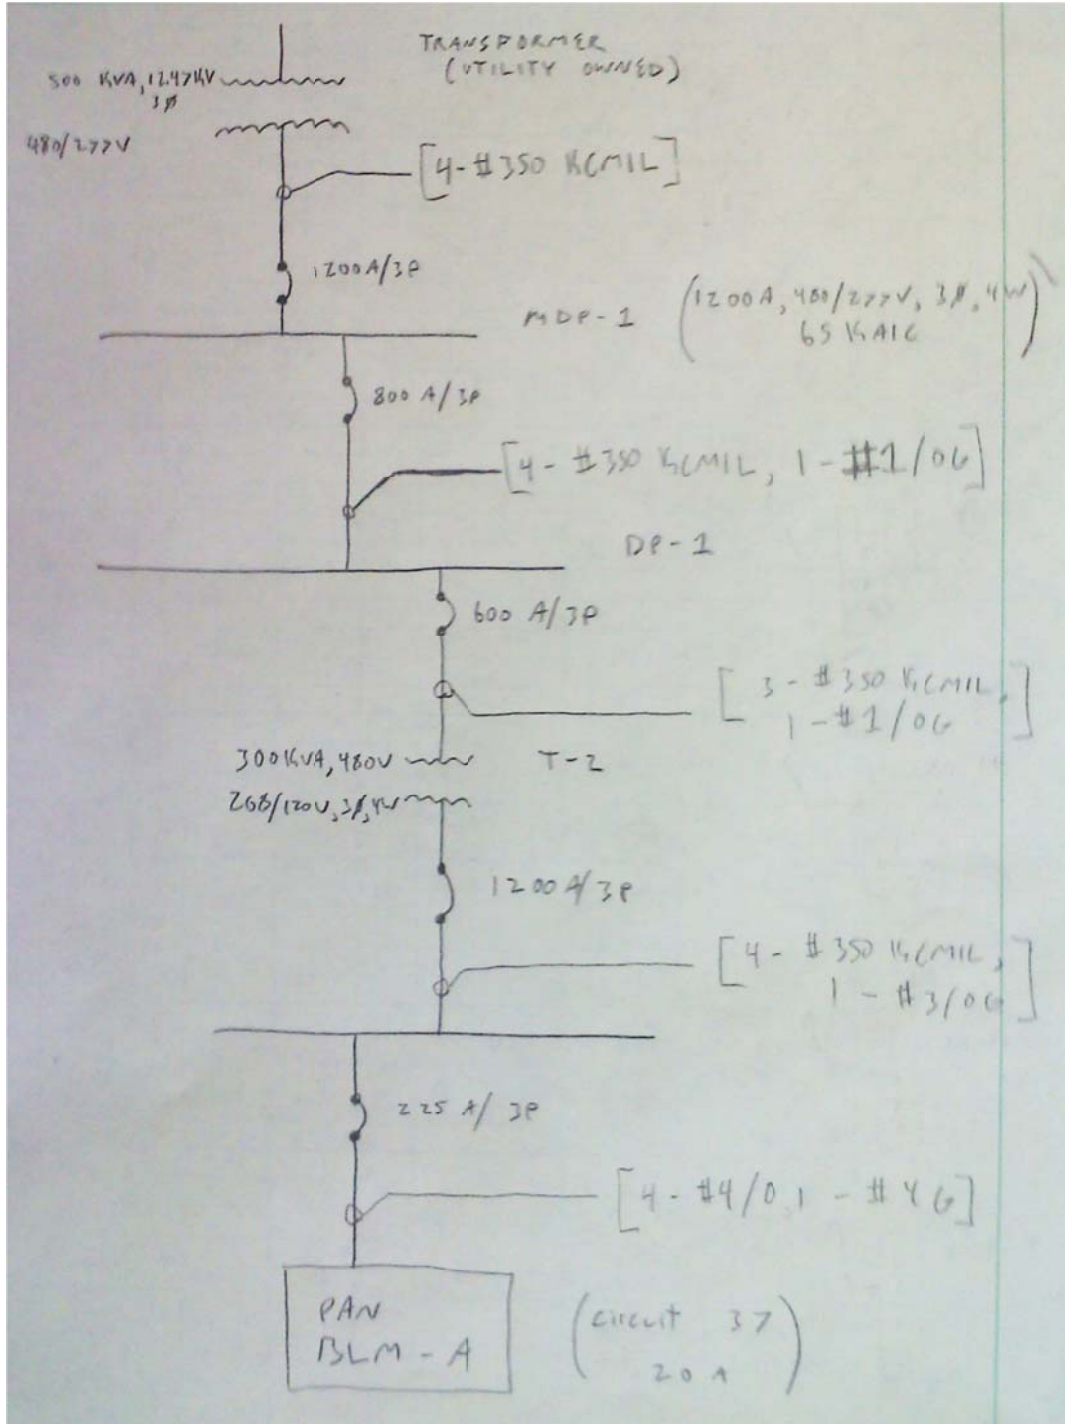 TRANSFORMER
(UTILITY OWNED)
500 KVA, 12.47KV
3Ø
480/277V
[4-#350 KCMIL]
1200A/3P
MDP-1
(1200A, 480/277V, 3Ø, 4W)
65 KAIC
800 A/3P
[4-#350 KCMIL, 1-#1/0G]
DP-1
600 A/3P
[3-#350 KCMIL,
1-#1/0G]
300KVA, 480V
T-2
208/120V, 3Ø, 4W
1200A/3P
[4-#350 KCMIL,
1-#3/0G]
225 A/3P
[4-#4/0, 1-#4G]
PAN
BLM-A
(circuit 37
20A)